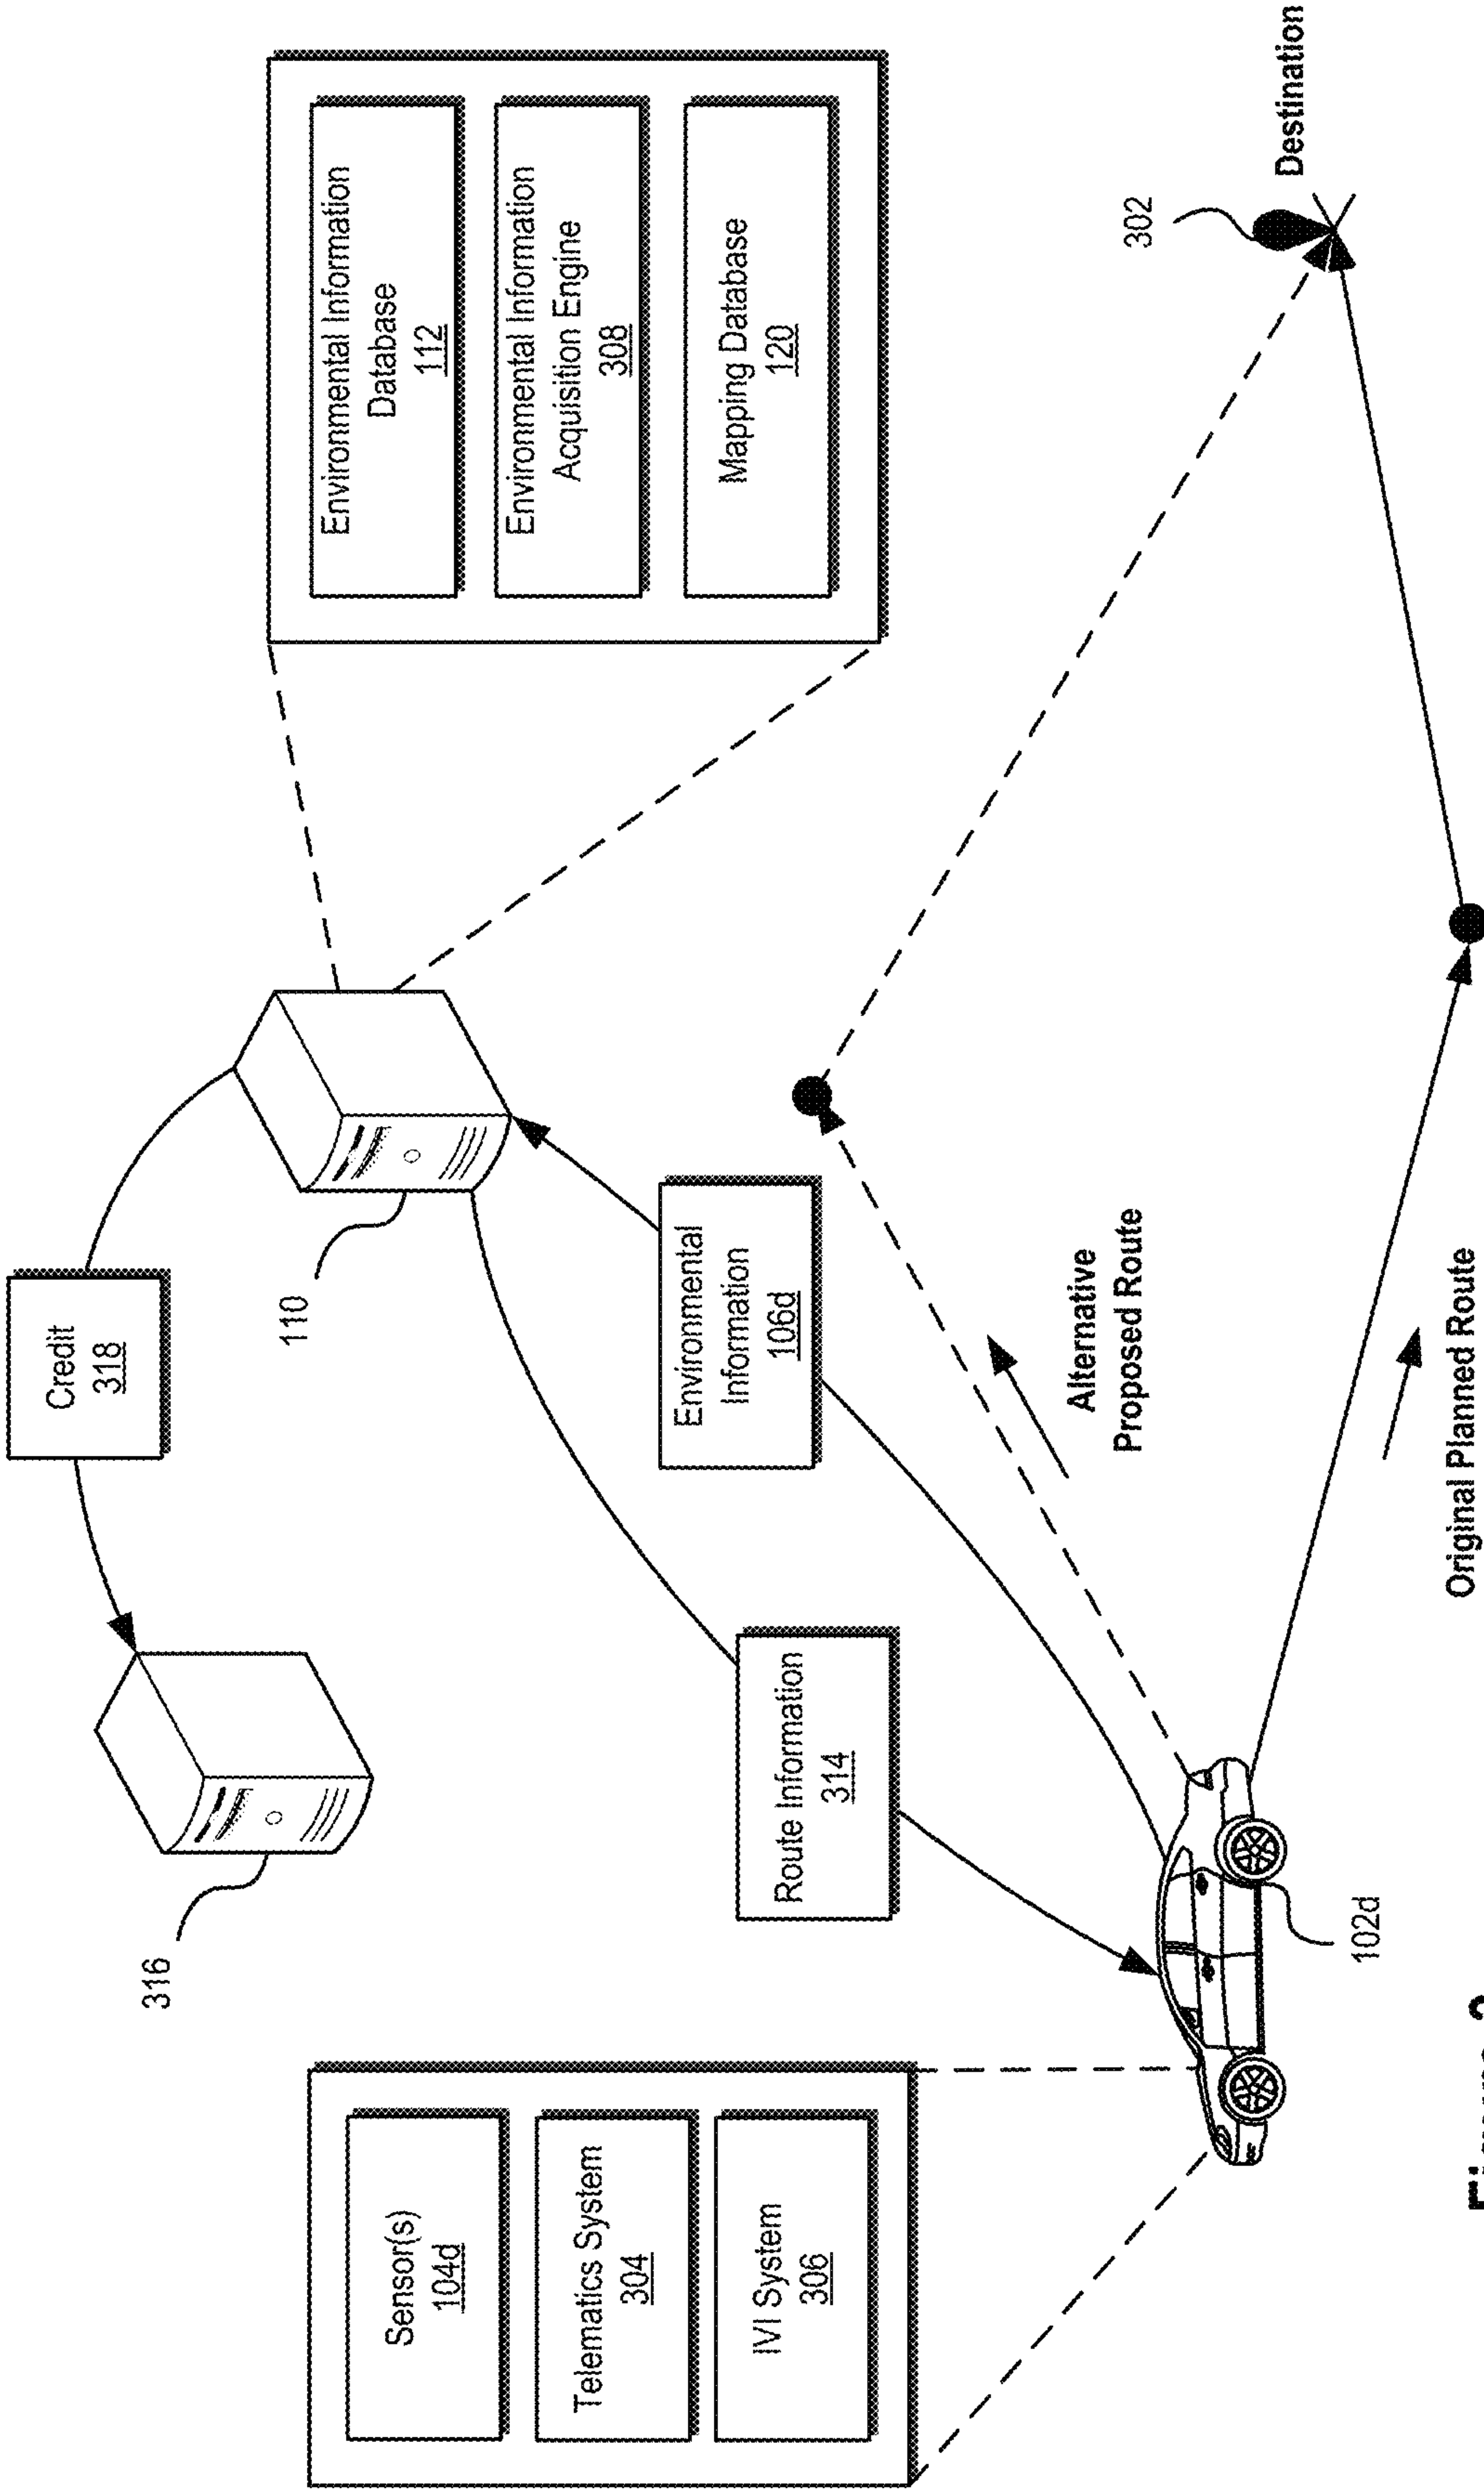 Credit
318
316
110
Sensor(s)
104d
Telematics System
304
IVI System
306
Environmental Information
Database
112
Environmental Information
Acquisition Engine
308
Mapping Database
120
Route Information
314
Environmental
Information
106d
Alternative
Proposed Route
302
Destination
102d
Original Planned Route
Figure